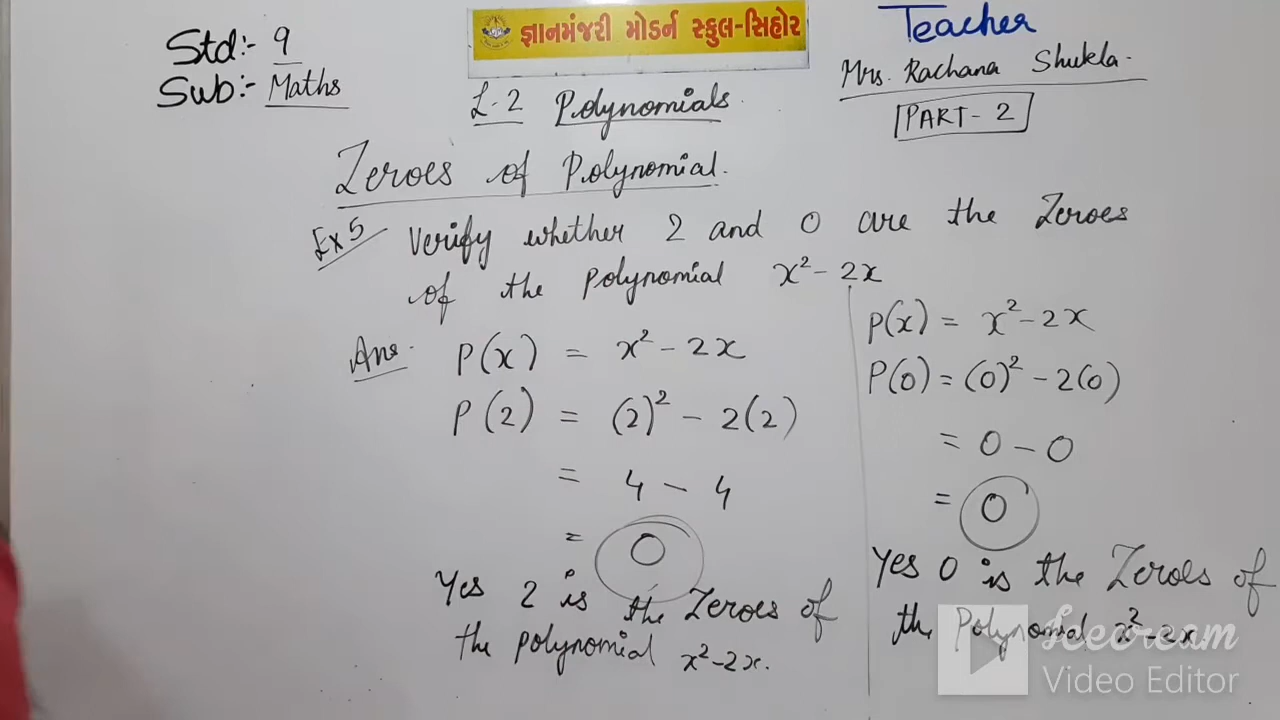 Std:- 9
Sub:- Maths
જ્ઞાનમંજરી મોડર્ન સ્કુલ-સિહોર
Teacher
Mrs. Rachana Shukla.
L-2 Polynomials.
PART-2
Zeroes of Polynomial.
Ex 5 Verify whether 2 and 0 are the Zeroes
of the polynomial x²-2x
Ans. P(x) = x²-2x
P(2) = (2)² - 2(2)
= 4 - 4
= 0
Yes 2 is the Zeroes of
the polynomial x²-2x.
P(x) = x²-2x
P(0) = (0)² - 2(0)
= 0 - 0
= 0
Yes 0 is the Zeroes of
the Polynomial x²-2x.
Icecream
Video Editor